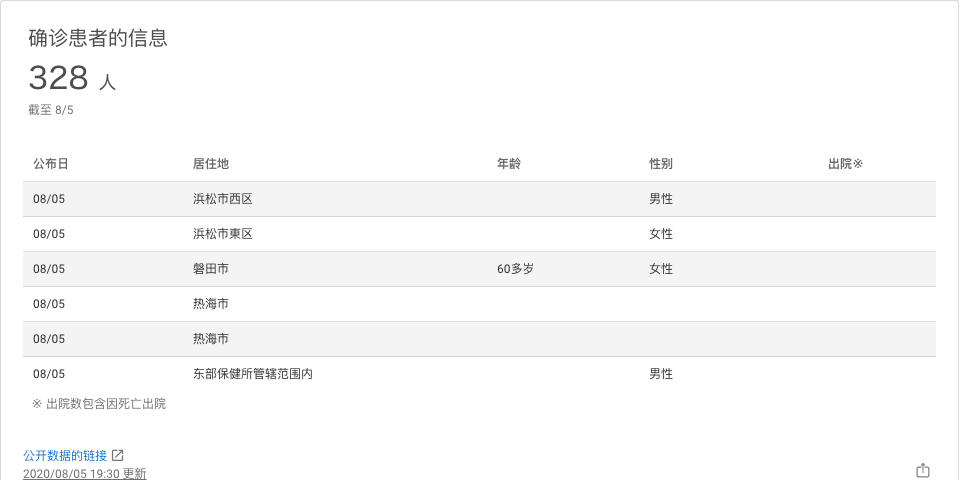 确诊患者的信息
328 人
截至 8/5
公布日 居住地 年龄 性别 出院※
08/05 浜松市西区 男性
08/05 浜松市東区 女性
08/05 磐田市 60多岁 女性
08/05 热海市
08/05 热海市
08/05 东部保健所管辖范围内 男性
※ 出院数包含因死亡出院
公开数据的链接
2020/08/05 19:30 更新